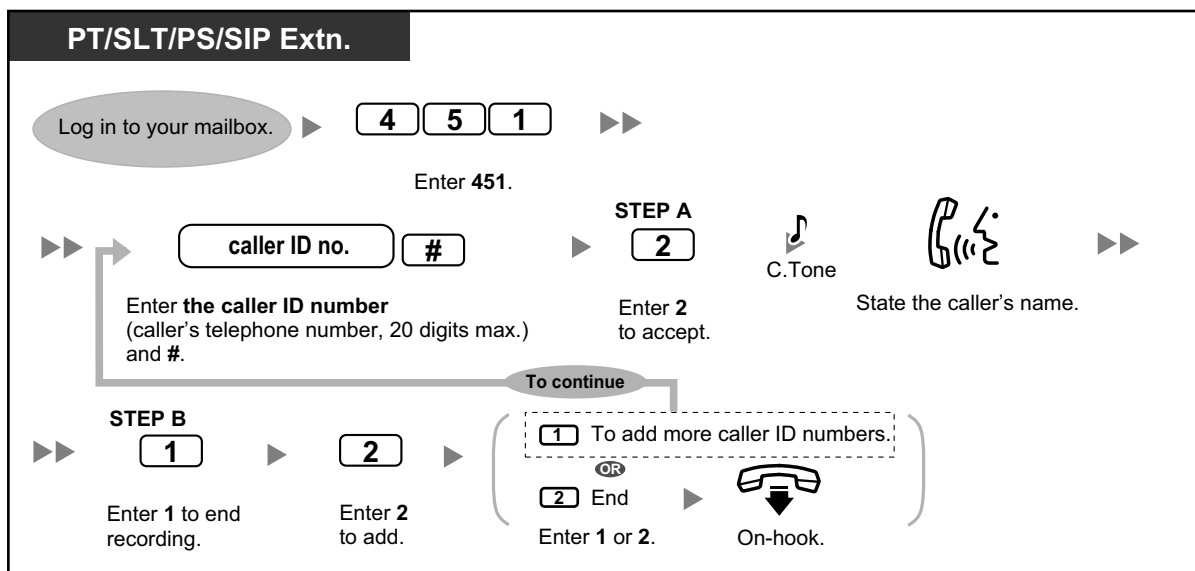 PT/SLT/PS/SIP Extn.
Log in to your mailbox.
4 5 1
Enter 451.
caller ID no. #
Enter the caller ID number
(caller's telephone number, 20 digits max.)
and #.
STEP A
2
Enter 2
to accept.
C.Tone
State the caller's name.
To continue
STEP B
1
Enter 1 to end
recording.
2
Enter 2
to add.
1 To add more caller ID numbers.
OR
2 End
Enter 1 or 2.
On-hook.